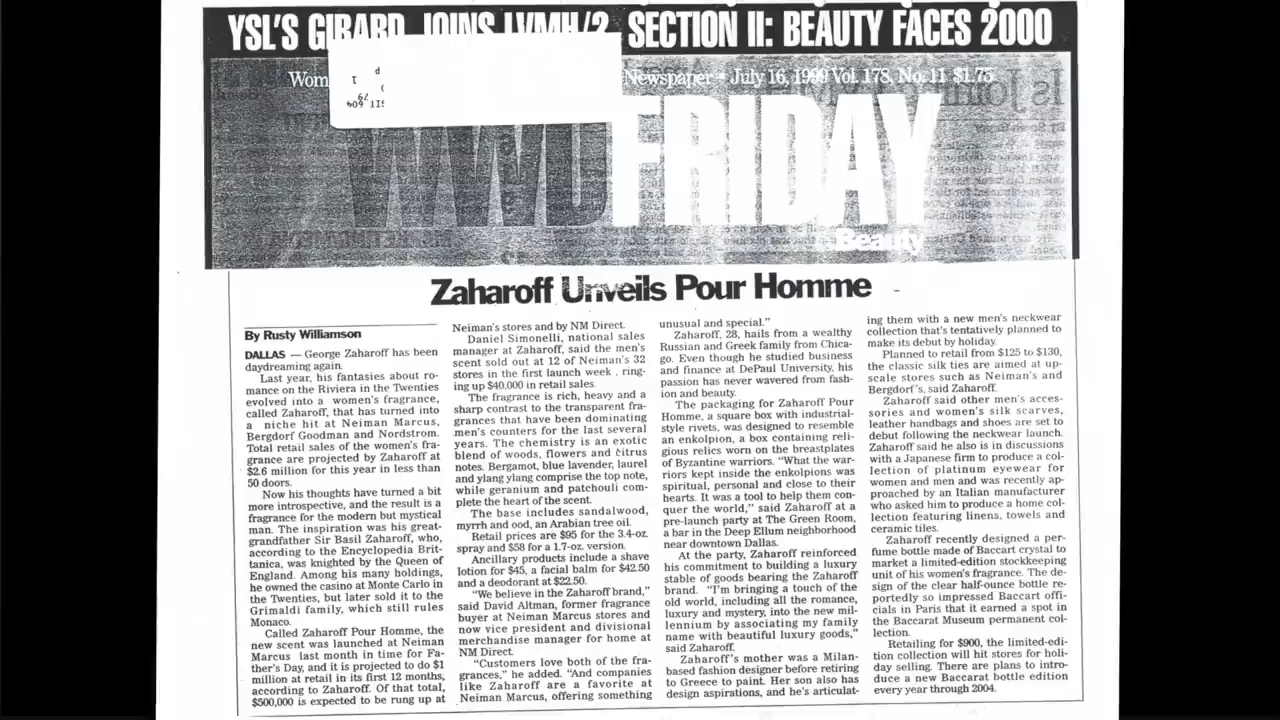 YSL'S GIRARD JOINS LVMH/2 SECTION II: BEAUTY FACES 2000
Newspaper • July 16, 1999 Vol. 178, No. 11 $1.75
WWDFRIDAY
Beauty
Zaharoff Unveils Pour Homme
By Rusty Williamson
DALLAS — George Zaharoff has been
daydreaming again.
Last year, his fantasies about ro-
mance on the Riviera in the Twenties
evolved into a women's fragrance,
called Zaharoff, that has turned into
a niche hit at Neiman Marcus,
Bergdorf Goodman and Nordstrom.
Total retail sales of the women's fra-
grance are projected by Zaharoff at
$2.6 million for this year in less than
50 doors.
Now his thoughts have turned a bit
more introspective, and the result is a
fragrance for the modern but mystical
man. The inspiration was his great-
grandfather Sir Basil Zaharoff, who,
according to the Encyclopedia Brit-
tanica, was knighted by the Queen of
England. Among his many holdings,
he owned the casino at Monte Carlo in
the Twenties, but later sold it to the
Grimaldi family, which still rules
Monaco.
Called Zaharoff Pour Homme, the
new scent was launched at Neiman
Marcus last month in time for Fa-
ther's Day, and it is projected to do $1
million at retail in its first 12 months,
according to Zaharoff. Of that total,
$500,000 is expected to be rung up at
Neiman's stores and by NM Direct.
Daniel Simonelli, national sales
manager at Zaharoff, said the men's
scent sold out at 12 of Neiman's 32
stores in the first launch week, ring-
ing up $40,000 in retail sales.
The fragrance is rich, heavy and a
sharp contrast to the transparent fra-
grances that have been dominating
men's counters for the last several
years. The chemistry is an exotic
blend of woods, flowers and citrus
notes. Bergamot, blue lavender, laurel
and ylang ylang comprise the top note,
while geranium and patchouli com-
plete the heart of the scent.
The base includes sandalwood,
myrrh and ood, an Arabian tree oil.
Retail prices are $95 for the 3.4-oz.
spray and $58 for a 1.7-oz. version.
Ancillary products include a shave
lotion for $45, a facial balm for $42.50
and a deodorant at $22.50.
"We believe in the Zaharoff brand,"
said David Altman, former fragrance
buyer at Neiman Marcus stores and
now vice president and divisional
merchandise manager for home at
NM Direct.
"Customers love both of the fra-
grances," he added. "And companies
like Zaharoff are a favorite at
Neiman Marcus, offering something
unusual and special."
Zaharoff, 28, hails from a wealthy
Russian and Greek family from Chica-
go. Even though he studied business
and finance at DePaul University, his
passion has never wavered from fash-
ion and beauty.
The packaging for Zaharoff Pour
Homme, a square box with industrial-
style rivets, was designed to resemble
an enkolpion, a box containing reli-
gious relics worn on the breastplates
of Byzantine warriors. "What the war-
riors kept inside the enkolpions was
spiritual, personal and close to their
hearts. It was a tool to help them con-
quer the world," said Zaharoff at a
pre-launch party at The Green Room,
a bar in the Deep Ellum neighborhood
near downtown Dallas.
At the party, Zaharoff reinforced
his commitment to building a luxury
stable of goods bearing the Zaharoff
brand. "I'm bringing a touch of the
old world, including all the romance,
luxury and mystery, into the new mil-
lennium by associating my family
name with beautiful luxury goods,"
said Zaharoff.
Zaharoff's mother was a Milan-
based fashion designer before retiring
to Greece to paint. Her son also has
design aspirations, and he's articulat-
ing them with a new men's neckwear
collection that's tentatively planned to
make its debut by holiday.
Planned to retail from $125 to $130,
the classic silk ties are aimed at up-
scale stores such as Neiman's and
Bergdorf's, said Zaharoff.
Zaharoff said other men's acces-
sories and women's silk scarves,
leather handbags and shoes are set to
debut following the neckwear launch.
Zaharoff said he also is in discussions
with a Japanese firm to produce a col-
lection of platinum eyewear for
women and men and was recently ap-
proached by an Italian manufacturer
who asked him to produce a home col-
lection featuring linens, towels and
ceramic tiles.
Zaharoff recently designed a per-
fume bottle made of Baccart crystal to
market a limited-edition stockkeeping
unit of his women's fragrance. The de-
sign of the clear half-ounce bottle re-
portedly so impressed Baccart offi-
cials in Paris that it earned a spot in
the Baccarat Museum permanent col-
lection.
Retailing for $900, the limited-edi-
tion collection will hit stores for holi-
day selling. There are plans to intro-
duce a new Baccarat bottle edition
every year through 2004.